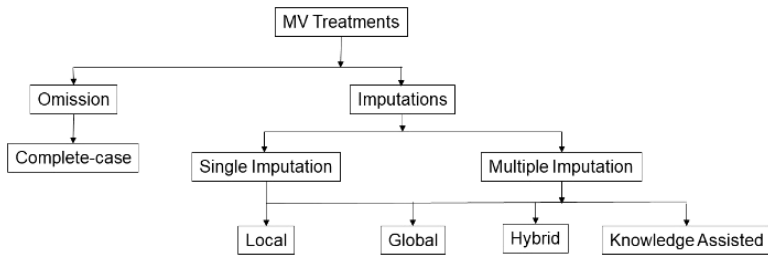 MV Treatments
Omission
Imputations
Complete-case
Single Imputation
Multiple Imputation
Local
Global
Hybrid
Knowledge Assisted